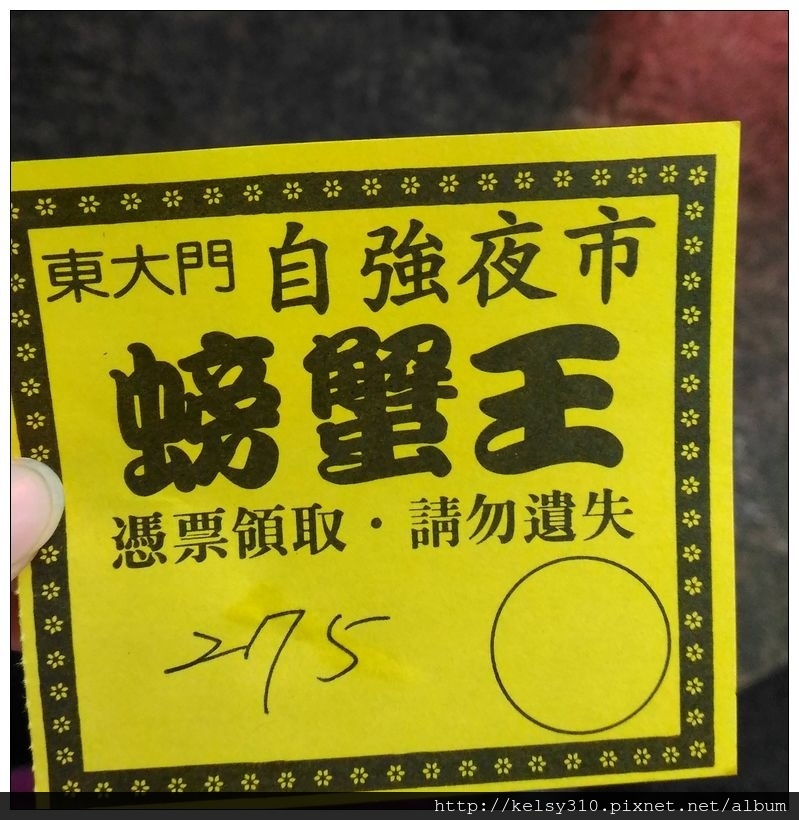 東大門 自強夜市
螃蟹王
憑票領取·請勿遺失
275
http://kelsy310.pixnet.net/album